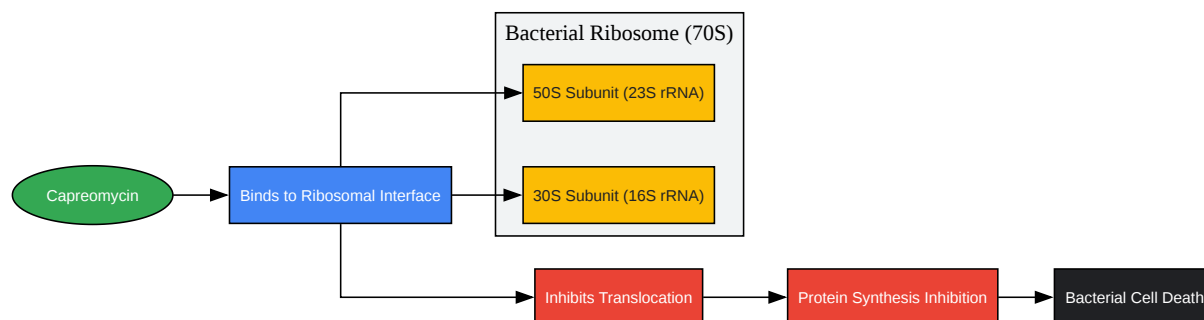 Bacterial Ribosome (70S)
50S Subunit (23S rRNA)
Capreomycin
Binds to Ribosomal Interface
30S Subunit (16S rRNA)
Inhibits Translocation
Protein Synthesis Inhibition
Bacterial Cell Death